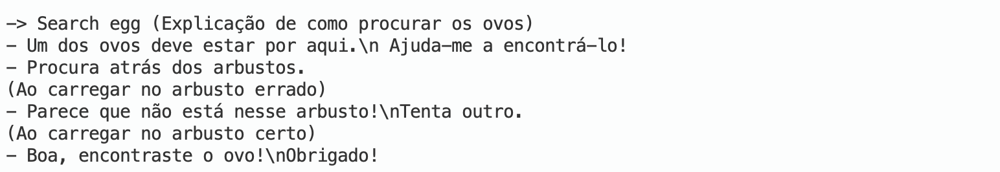 —> Search egg (Explicação de como procurar os ovos)
– Um dos ovos deve estar por aqui.\n Ajuda–me a encontrá–lo!
– Procura atrás dos arbustos.
(Ao carregar no arbusto errado)
– Parece que não está nesse arbusto!\nTenta outro.
(Ao carregar no arbusto certo)
– Boa, encontraste o ovo!\nObrigado!